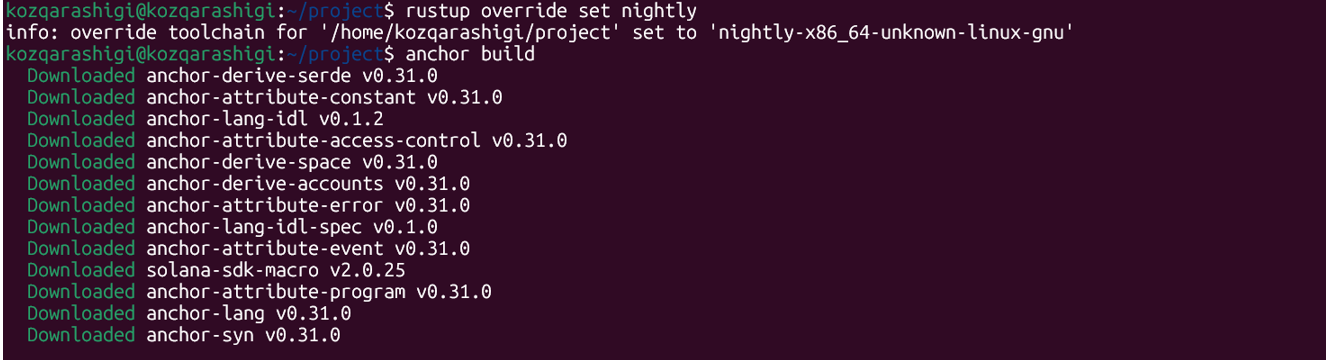 kozqarashigi@kozqarashigi:~/project$ rustup override set nightly
info: override toolchain for '/home/kozqarashigi/project' set to 'nightly-x86_64-unknown-linux-gnu'
kozqarashigi@kozqarashigi:~/project$ anchor build
Downloaded anchor-derive-serde v0.31.0
Downloaded anchor-attribute-constant v0.31.0
Downloaded anchor-lang-idl v0.1.2
Downloaded anchor-attribute-access-control v0.31.0
Downloaded anchor-derive-space v0.31.0
Downloaded anchor-derive-accounts v0.31.0
Downloaded anchor-attribute-error v0.31.0
Downloaded anchor-lang-idl-spec v0.1.0
Downloaded anchor-attribute-event v0.31.0
Downloaded solana-sdk-macro v2.0.25
Downloaded anchor-attribute-program v0.31.0
Downloaded anchor-lang v0.31.0
Downloaded anchor-syn v0.31.0